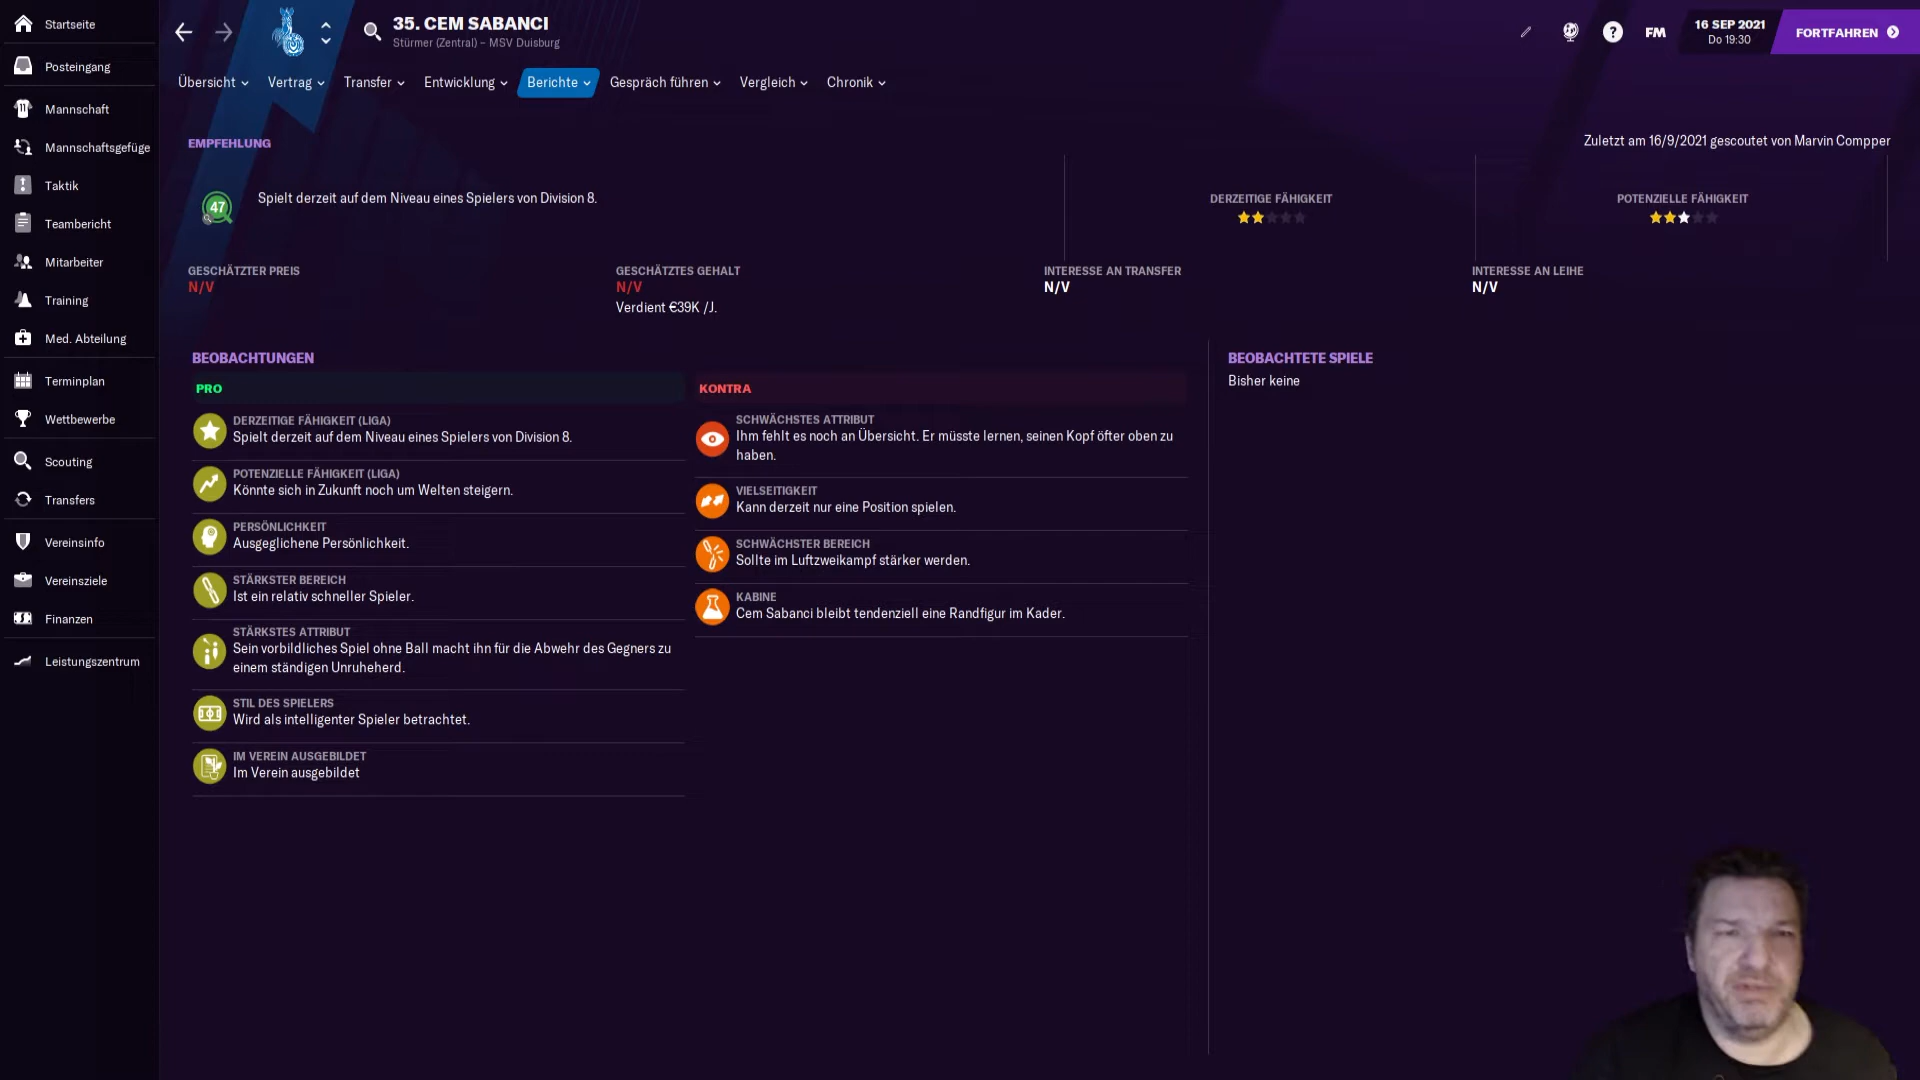 Startseite
Posteingang
Mannschaft
Mannschaftsgefüge
Taktik
Teambericht
Mitarbeiter
Training
Med. Abteilung
Terminplan
Wettbewerbe
Scouting
Transfers
Vereinsinfo
Vereinsziele
Finanzen
Leistungszentrum
35. CEM SABANCI
Stürmer (Zentral) – MSV Duisburg
?
FM
16 SEP 2021
Do 19:30
FORTFAHREN
Übersicht
Vertrag
Transfer
Entwicklung
Berichte
Gespräch führen
Vergleich
Chronik
EMPFEHLUNG
Zuletzt am 16/9/2021 gescoutet von Marvin Compper
47
Spielt derzeit auf dem Niveau eines Spielers von Division 8.
DERZEITIGE FÄHIGKEIT
POTENZIELLE FÄHIGKEIT
GESCHÄTZTER PREIS
N/V
GESCHÄTZTES GEHALT
N/V
Verdient €39K /J.
INTERESSE AN TRANSFER
N/V
INTERESSE AN LEIHE
N/V
BEOBACHTUNGEN
PRO
DERZEITIGE FÄHIGKEIT (LIGA)
Spielt derzeit auf dem Niveau eines Spielers von Division 8.
POTENZIELLE FÄHIGKEIT (LIGA)
Könnte sich in Zukunft noch um Welten steigern.
PERSÖNLICHKEIT
Ausgeglichene Persönlichkeit.
STÄRKSTER BEREICH
Ist ein relativ schneller Spieler.
STÄRKSTES ATTRIBUT
Sein vorbildliches Spiel ohne Ball macht ihn für die Abwehr des Gegners zu
einem ständigen Unruheherd.
STIL DES SPIELERS
Wird als intelligenter Spieler betrachtet.
IM VEREIN AUSGEBILDET
Im Verein ausgebildet
KONTRA
SCHWÄCHSTES ATTRIBUT
Ihm fehlt es noch an Übersicht. Er müsste lernen, seinen Kopf öfter oben zu
haben.
VIELSEITIGKEIT
Kann derzeit nur eine Position spielen.
SCHWÄCHSTER BEREICH
Sollte im Luftzweikampf stärker werden.
KABINE
Cem Sabanci bleibt tendenziell eine Randfigur im Kader.
BEOBACHTETE SPIELE
Bisher keine